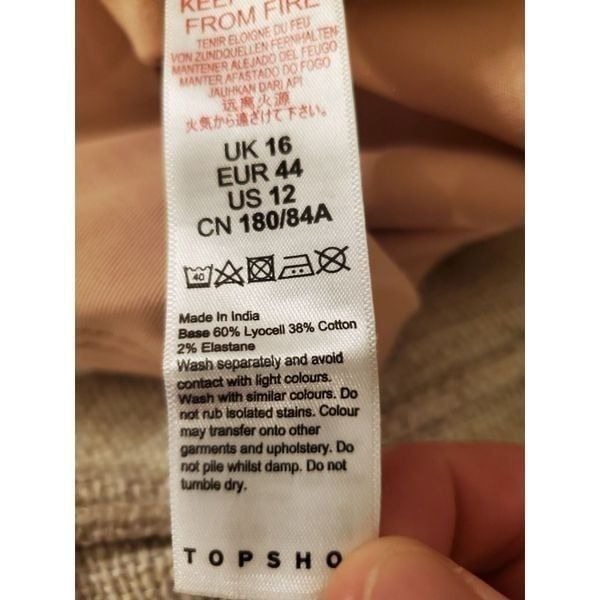 FROM FIRE
TENIR ELOIGNE DU FEU
VON ZUNDQUELLEN FERNHALTEN
MANTENER ALEJADO DEL FEUGO
MANTER AFASTADO DO FOGO
JAUHKAN DARI API
远离火源
火気から遠ざけて下さい。
UK 16
EUR 44
US 12
CN 180/84A
40
Made In India
Base 60% Lyocell 38% Cotton
2% Elastane
Wash separately and avoid
contact with light colours.
Wash with similar colours. Do
not rub isolated stains. Colour
may transfer onto other
garments and upholstery. Do
not pile whilst damp. Do not
tumble dry.
TOPSHO